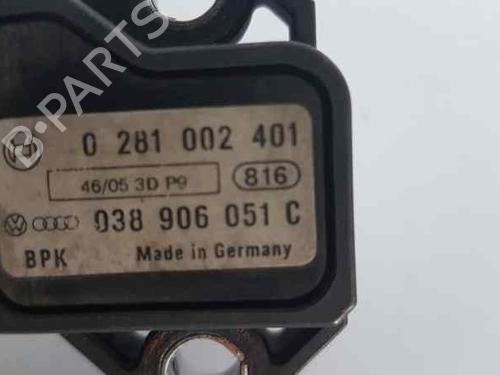 0 281 002 401
46/05 3D P9 816
038 906 051 C
BPK Made in Germany
B-PARTS